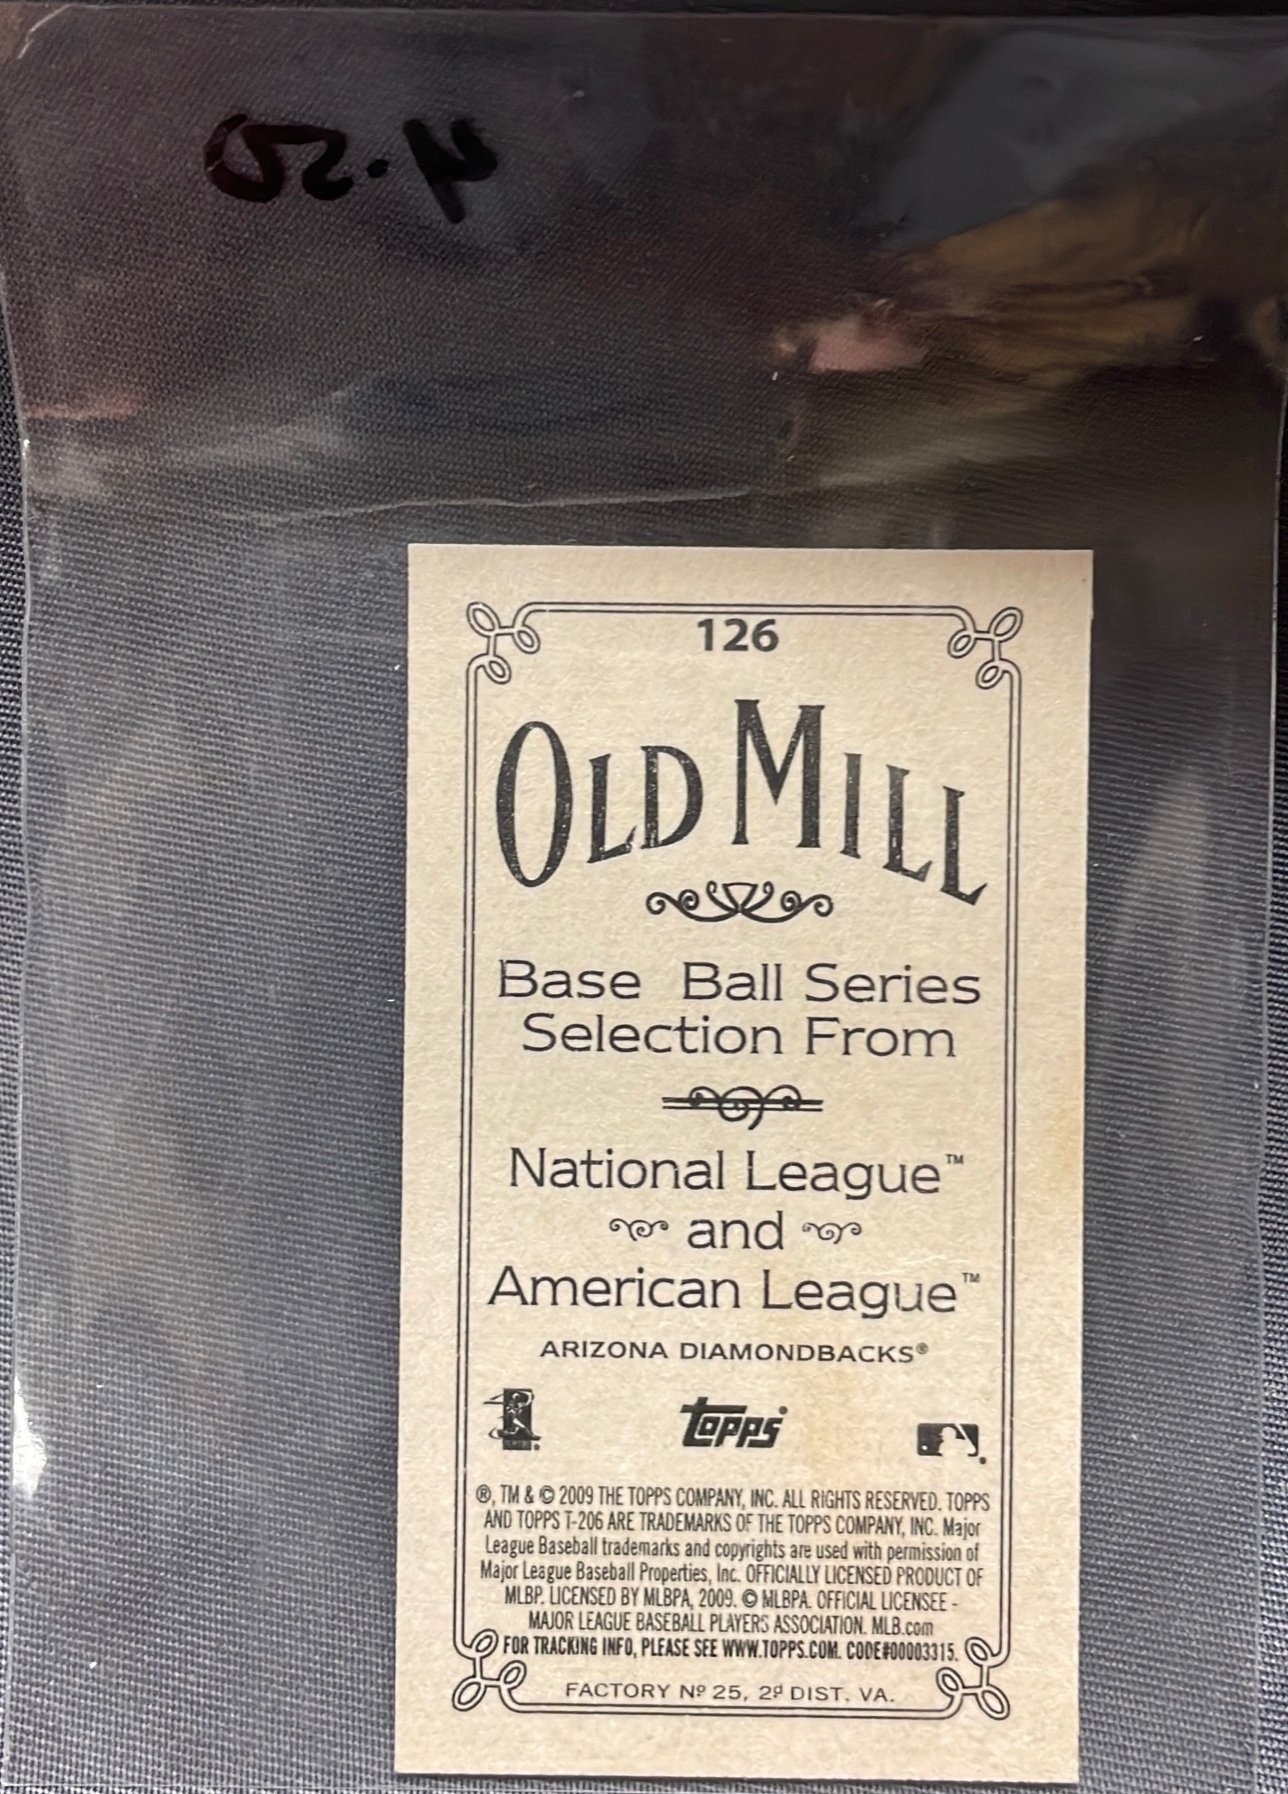 126
OLD MILL
Base Ball Series
Selection From
National League™
and
American League™
ARIZONA DIAMONDBACKS®
topps
®, TM & © 2009 THE TOPPS COMPANY, INC. ALL RIGHTS RESERVED. TOPPS
AND TOPPS T-206 ARE TRADEMARKS OF THE TOPPS COMPANY, INC. Major
League Baseball trademarks and copyrights are used with permission of
Major League Baseball Properties, Inc. OFFICIALLY LICENSED PRODUCT OF
MLBP. LICENSED BY MLBPA, 2009. © MLBPA. OFFICIAL LICENSEE -
MAJOR LEAGUE BASEBALL PLAYERS ASSOCIATION. MLB.com
FOR TRACKING INFO, PLEASE SEE WWW.TOPPS.COM. CODE#00003315.
FACTORY Nº 25, 2ᵈ DIST. VA.